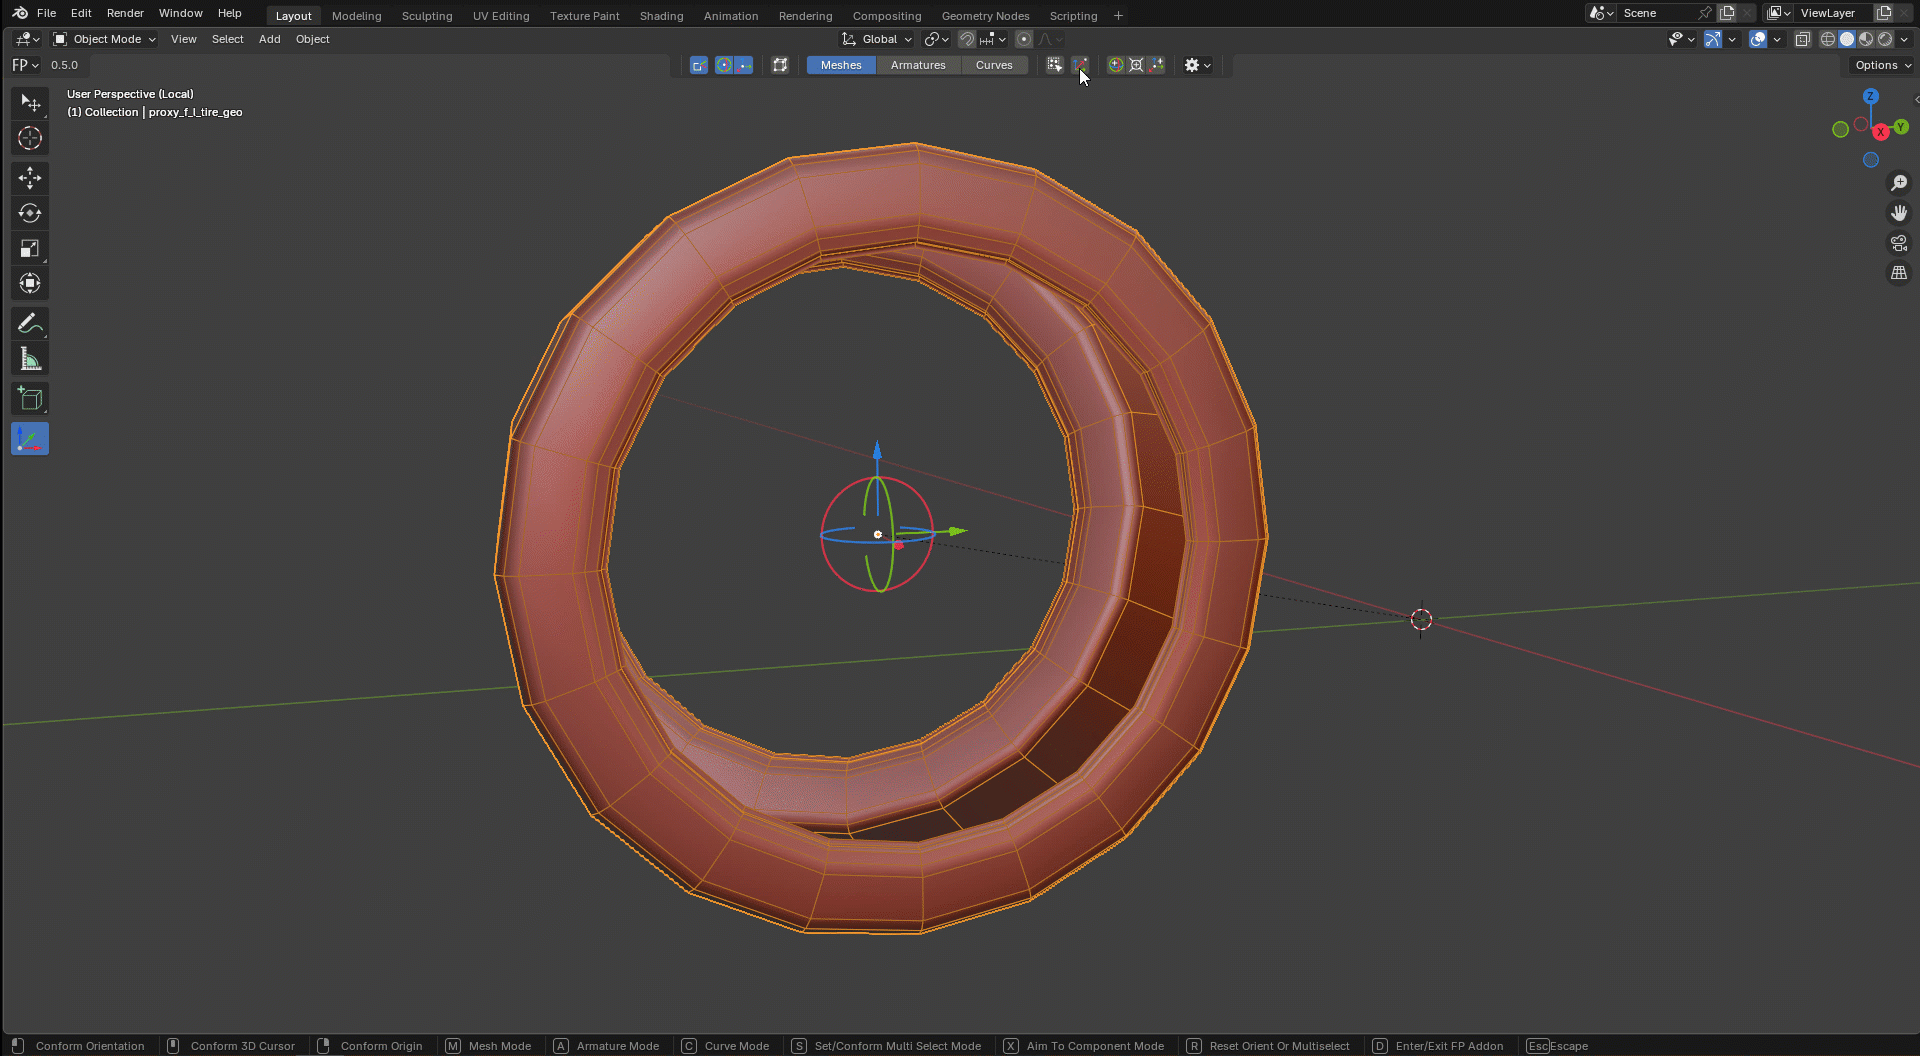 File Edit Render Window Help Layout Modeling Sculpting UV Editing Texture Paint Shading Animation Rendering Compositing Geometry Nodes Scripting + Scene ViewLayer
Object Mode View Select Add Object Global
FP 0.5.0 Meshes Armatures Curves Options
User Perspective (Local)
(1) Collection | proxy_f_l_tire_geo
Z
Y
X
Conform Orientation Conform 3D Cursor Conform Origin M Mesh Mode A Armature Mode C Curve Mode S Set/Conform Multi Select Mode X Aim To Component Mode R Reset Orient Or Multiselect D Enter/Exit FP Addon Esc Escape